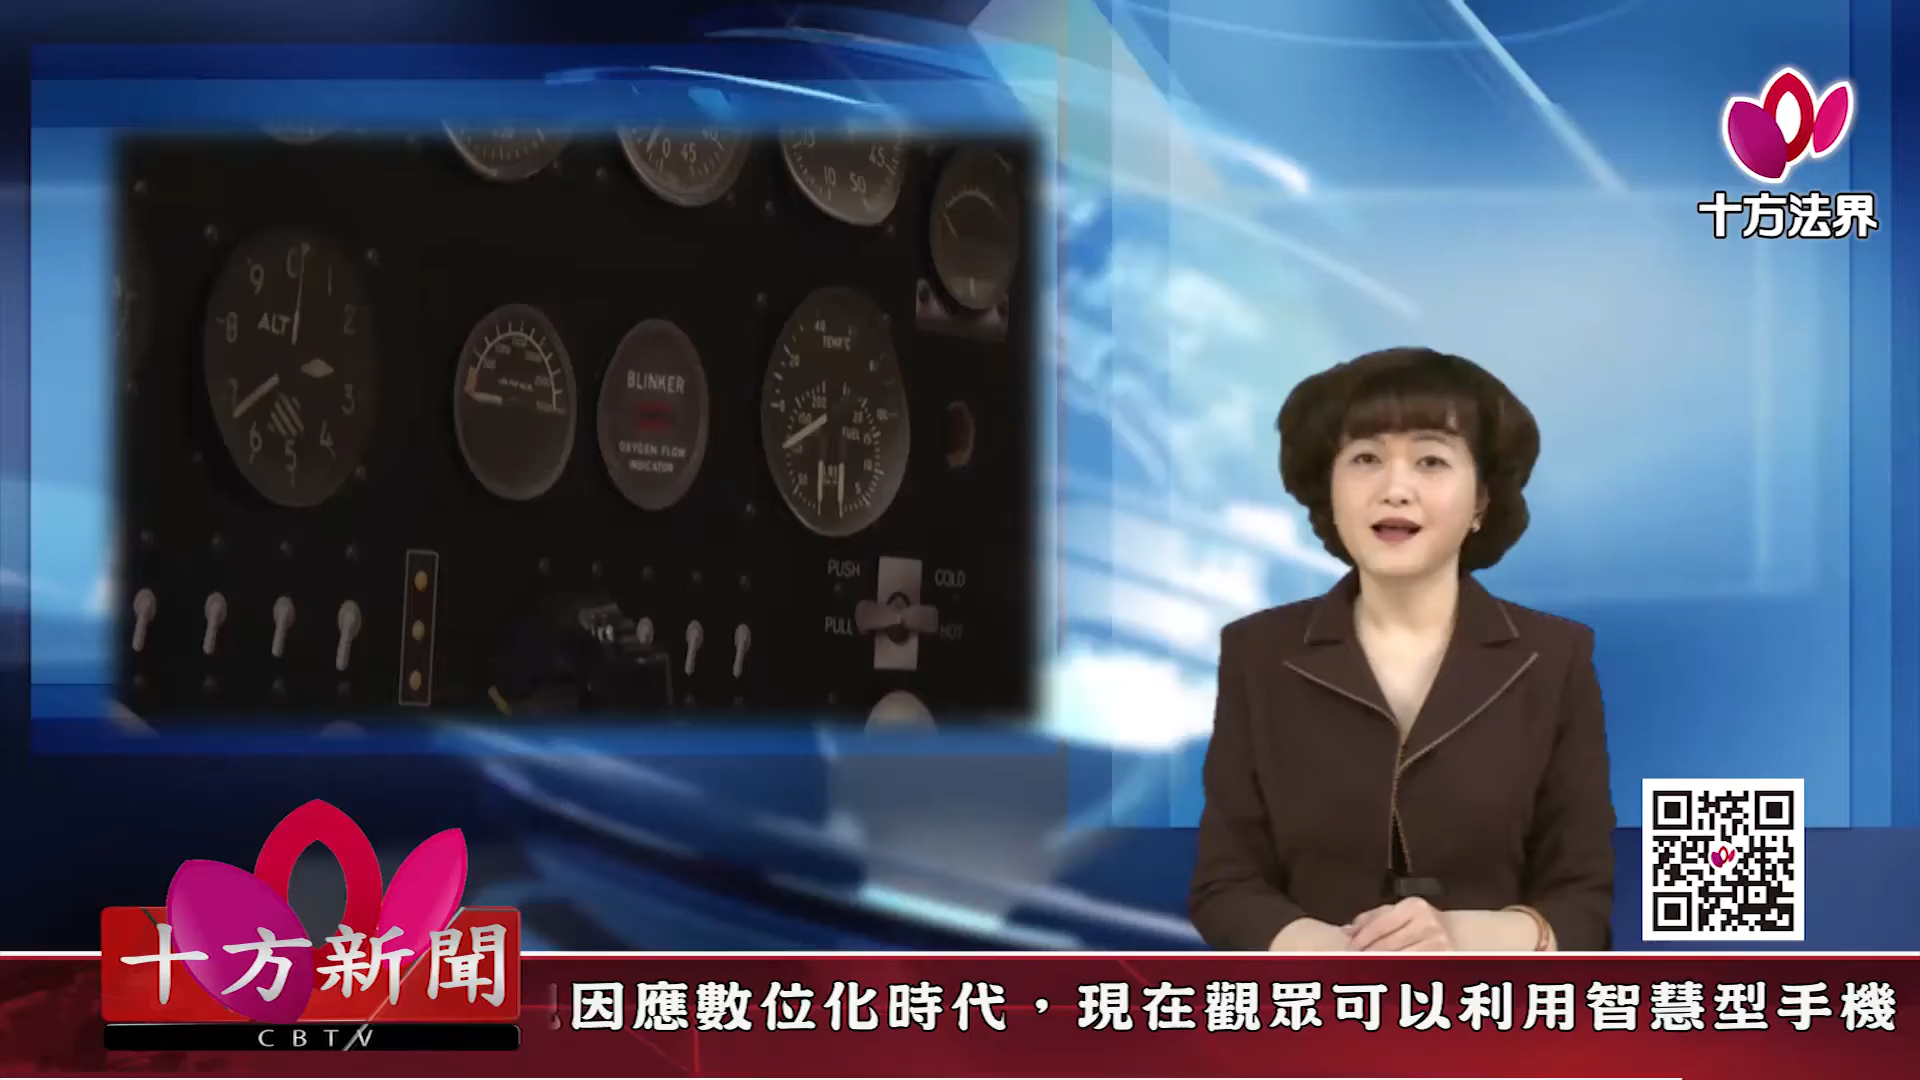 十方法界
ALT
BLINKER
OXYGEN FLOW
INDICATOR
TEMP°C
FUEL
PUSH
COLD
PULL
HOT
十方新聞
CBTV
因應數位化時代，現在觀眾可以利用智慧型手機